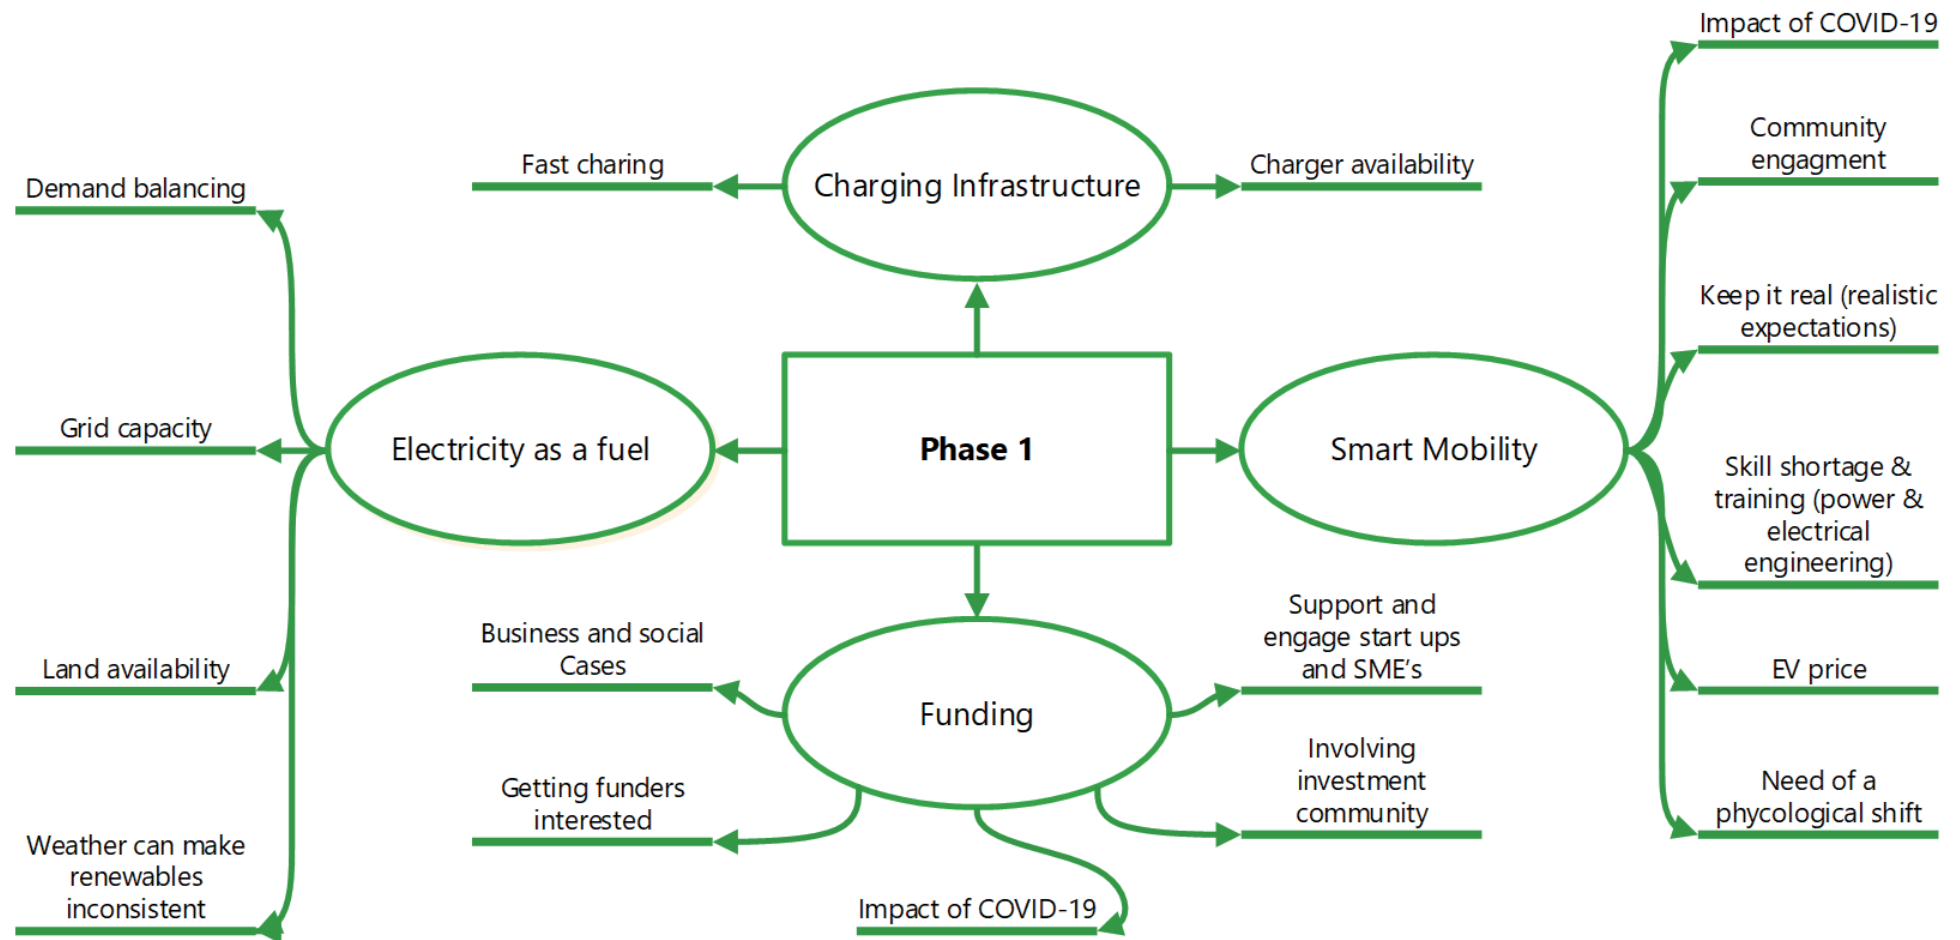 Impact of COVID-19
Community
engagment
Fast charing
Charging Infrastructure
Charger availability
Demand balancing
Keep it real (realistic
expectations)
Grid capacity
Electricity as a fuel
Phase 1
Smart Mobility
Skill shortage &
training (power &
electrical
engineering)
Business and social
Cases
Support and
engage start ups
and SME’s
Land availability
EV price
Funding
Getting funders
interested
Involving
investment
community
Need of a
phycological shift
Weather can make
renewables
inconsistent
Impact of COVID-19